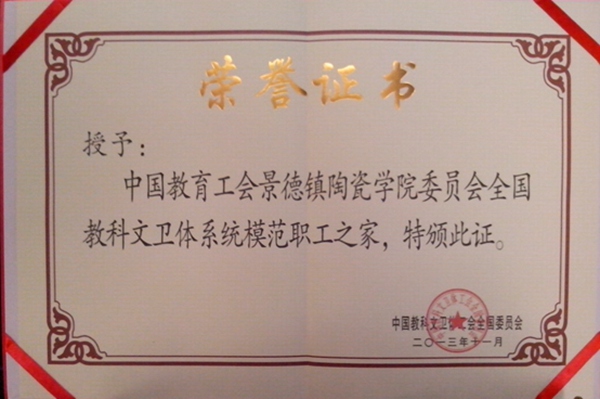 荣誉证书
授予：
中国教育工会景德镇陶瓷学院委员会全国
教科文卫体系统模范职工之家，特颁此证。
中国教科文卫体工会全国委员会
二〇一三年十一月